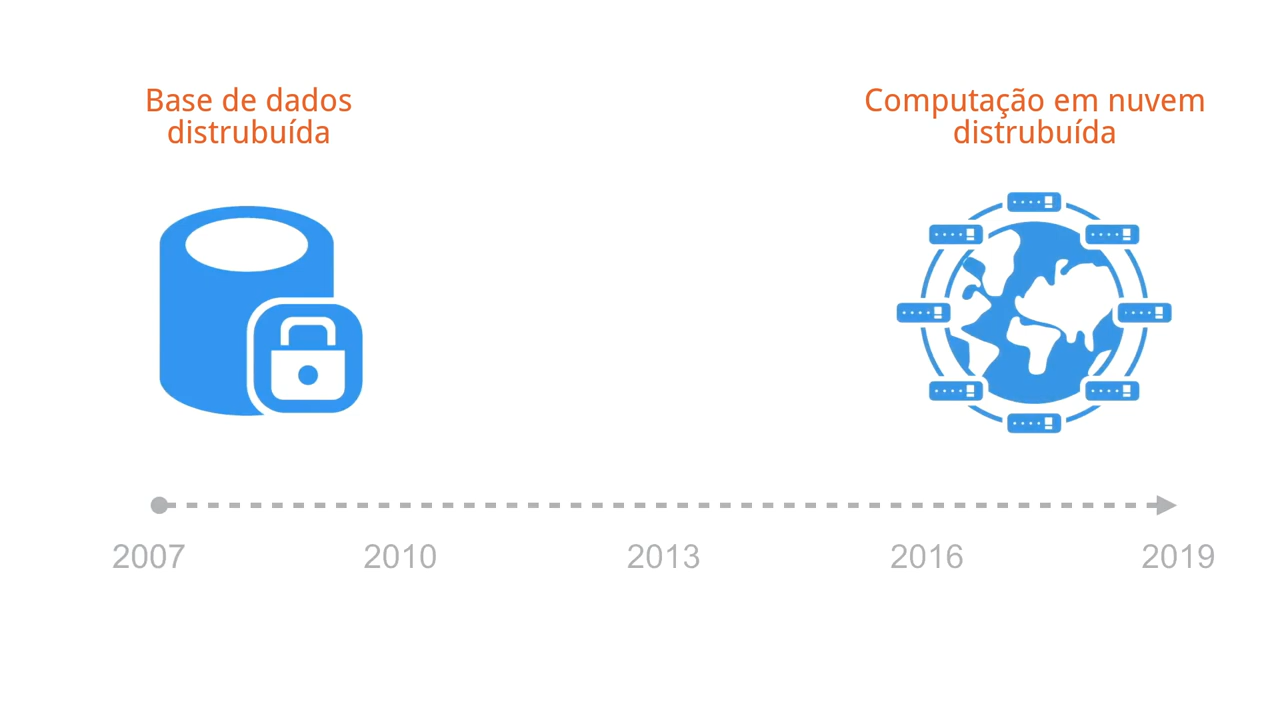 Base de dados
distrubuída
Computação em nuvem
distrubuída
2007
2010
2013
2016
2019